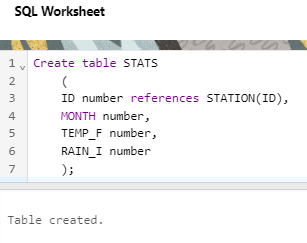 SQL Worksheet
1 Create table STATS
2 (
3 ID number references STATION(ID),
4 MONTH number,
5 TEMP_F number,
6 RAIN_I number
7 );
Table created.